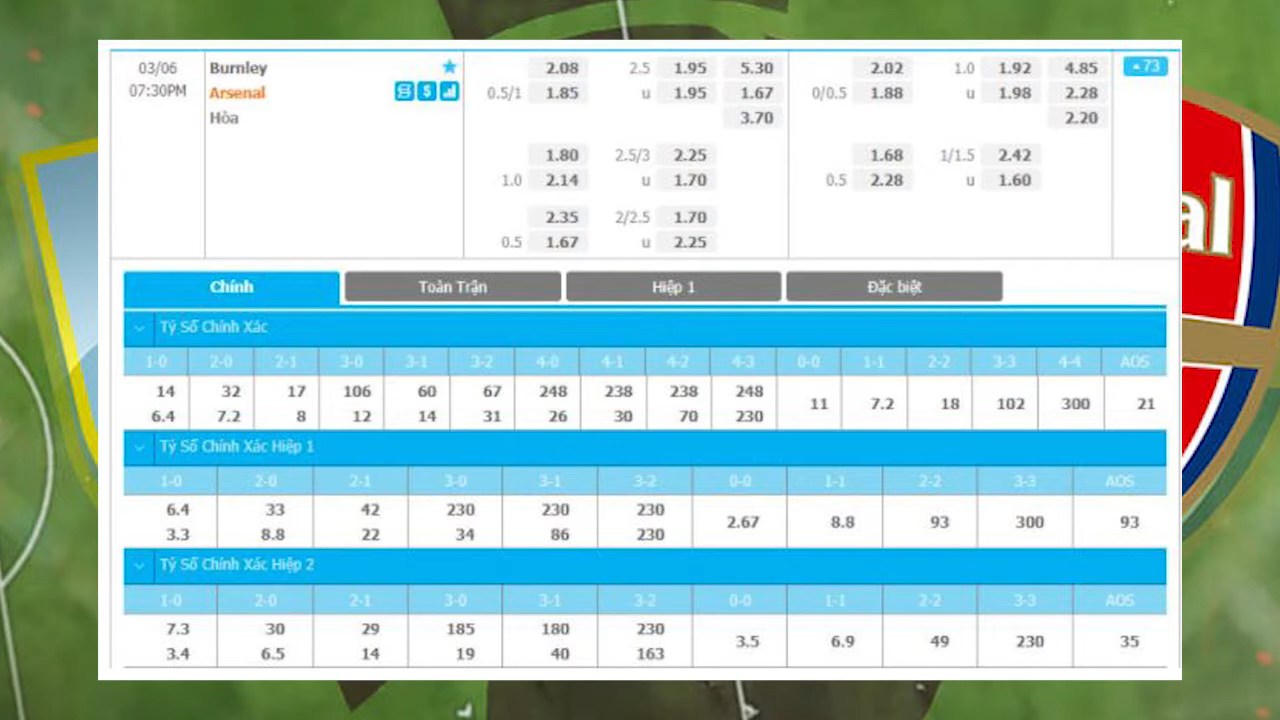 03/06 Burnley 2.08 2.5 1.95 5.30 2.02 1.0 1.92 4.85 73
07:30PM Arsenal $ 0.5/1 1.85 u 1.95 1.67 0/0.5 1.88 u 1.98 2.28
Hòa 3.70 2.20
1.80 2.5/3 2.25 1.68 1/1.5 2.42
1.0 2.14 u 1.70 0.5 2.28 u 1.60
2.35 2/2.5 1.70
0.5 1.67 u 2.25
Chính Toàn Trận Hiệp 1 Đặc biệt
Tỷ Số Chính Xác
1-0 2-0 2-1 3-0 3-1 3-2 4-0 4-1 4-2 4-3 0-0 1-1 2-2 3-3 4-4 AOS
14 32 17 106 60 67 248 238 238 248
11 7.2 18 102 300 21
6.4 7.2 8 12 14 31 26 30 70 230
Tỷ Số Chính Xác Hiệp 1
1-0 2-0 2-1 3-0 3-1 3-2 0-0 1-1 2-2 3-3 AOS
6.4 33 42 230 230 230
2.67 8.8 93 300 93
3.3 8.8 22 34 86 230
Tỷ Số Chính Xác Hiệp 2
1-0 2-0 2-1 3-0 3-1 3-2 0-0 1-1 2-2 3-3 AOS
7.3 30 29 185 180 230
3.5 6.9 49 230 35
3.4 6.5 14 19 40 163
al